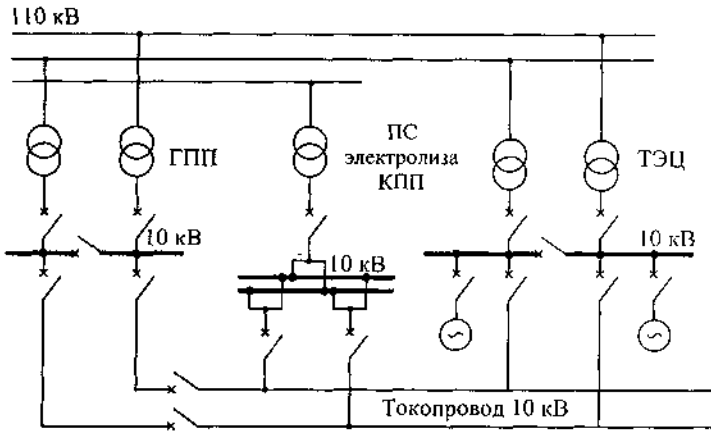 110 кВ
ГПП
ПС
электролиза
КПП
ТЭЦ
10 кВ
10 кВ
10 кВ
Токопровод 10 кВ